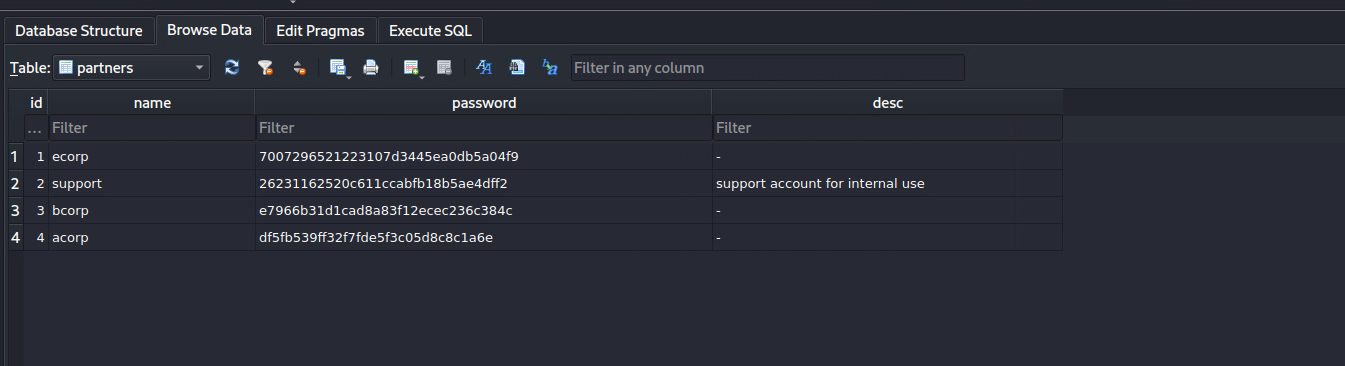 Database Structure Browse Data Edit Pragmas Execute SQL
Table: partners Filter in any column
id name password desc
... Filter Filter Filter
1 1 ecorp 7007296521223107d3445ea0db5a04f9 -
2 2 support 26231162520c611ccabfb18b5ae4dff2 support account for internal use
3 3 bcorp e7966b31d1cad8a83f12ecec236c384c -
4 4 acorp df5fb539ff32f7fde5f3c05d8c8c1a6e -